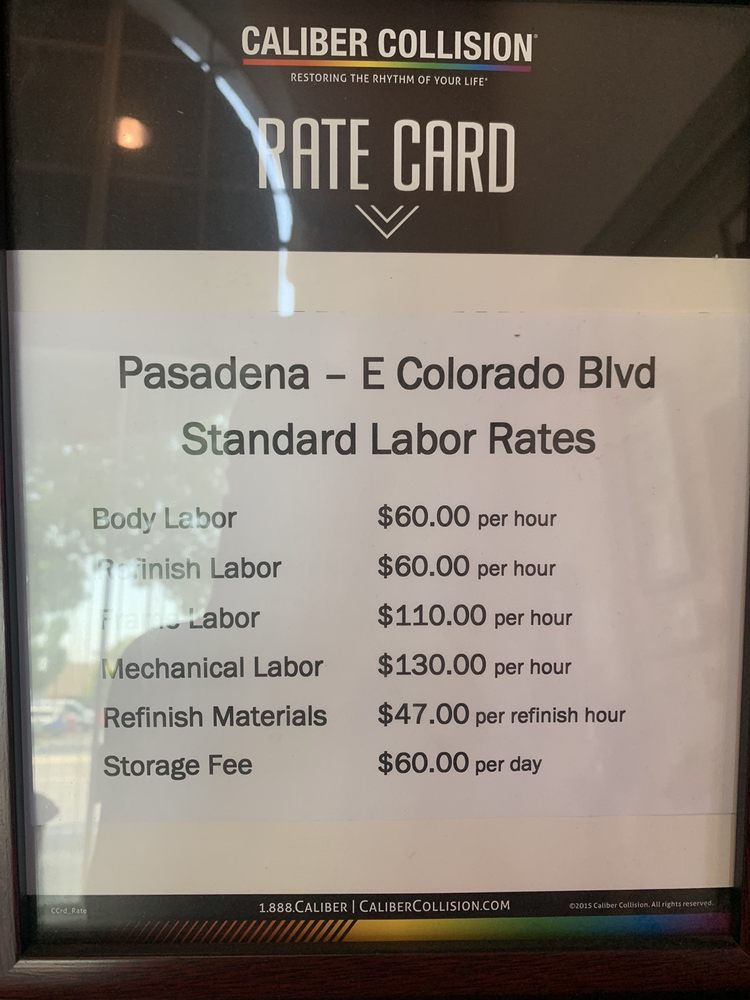 CALIBER COLLISION®
RESTORING THE RHYTHM OF YOUR LIFE®
RATE CARD
Pasadena – E Colorado Blvd
Standard Labor Rates
Body Labor $60.00 per hour
Refinish Labor $60.00 per hour
Frame Labor $110.00 per hour
Mechanical Labor $130.00 per hour
Refinish Materials $47.00 per refinish hour
Storage Fee $60.00 per day
CCrd_Rate 1.888.CALIBER | CALIBERCOLLISION.COM ©2015 Caliber Collision. All rights reserved.